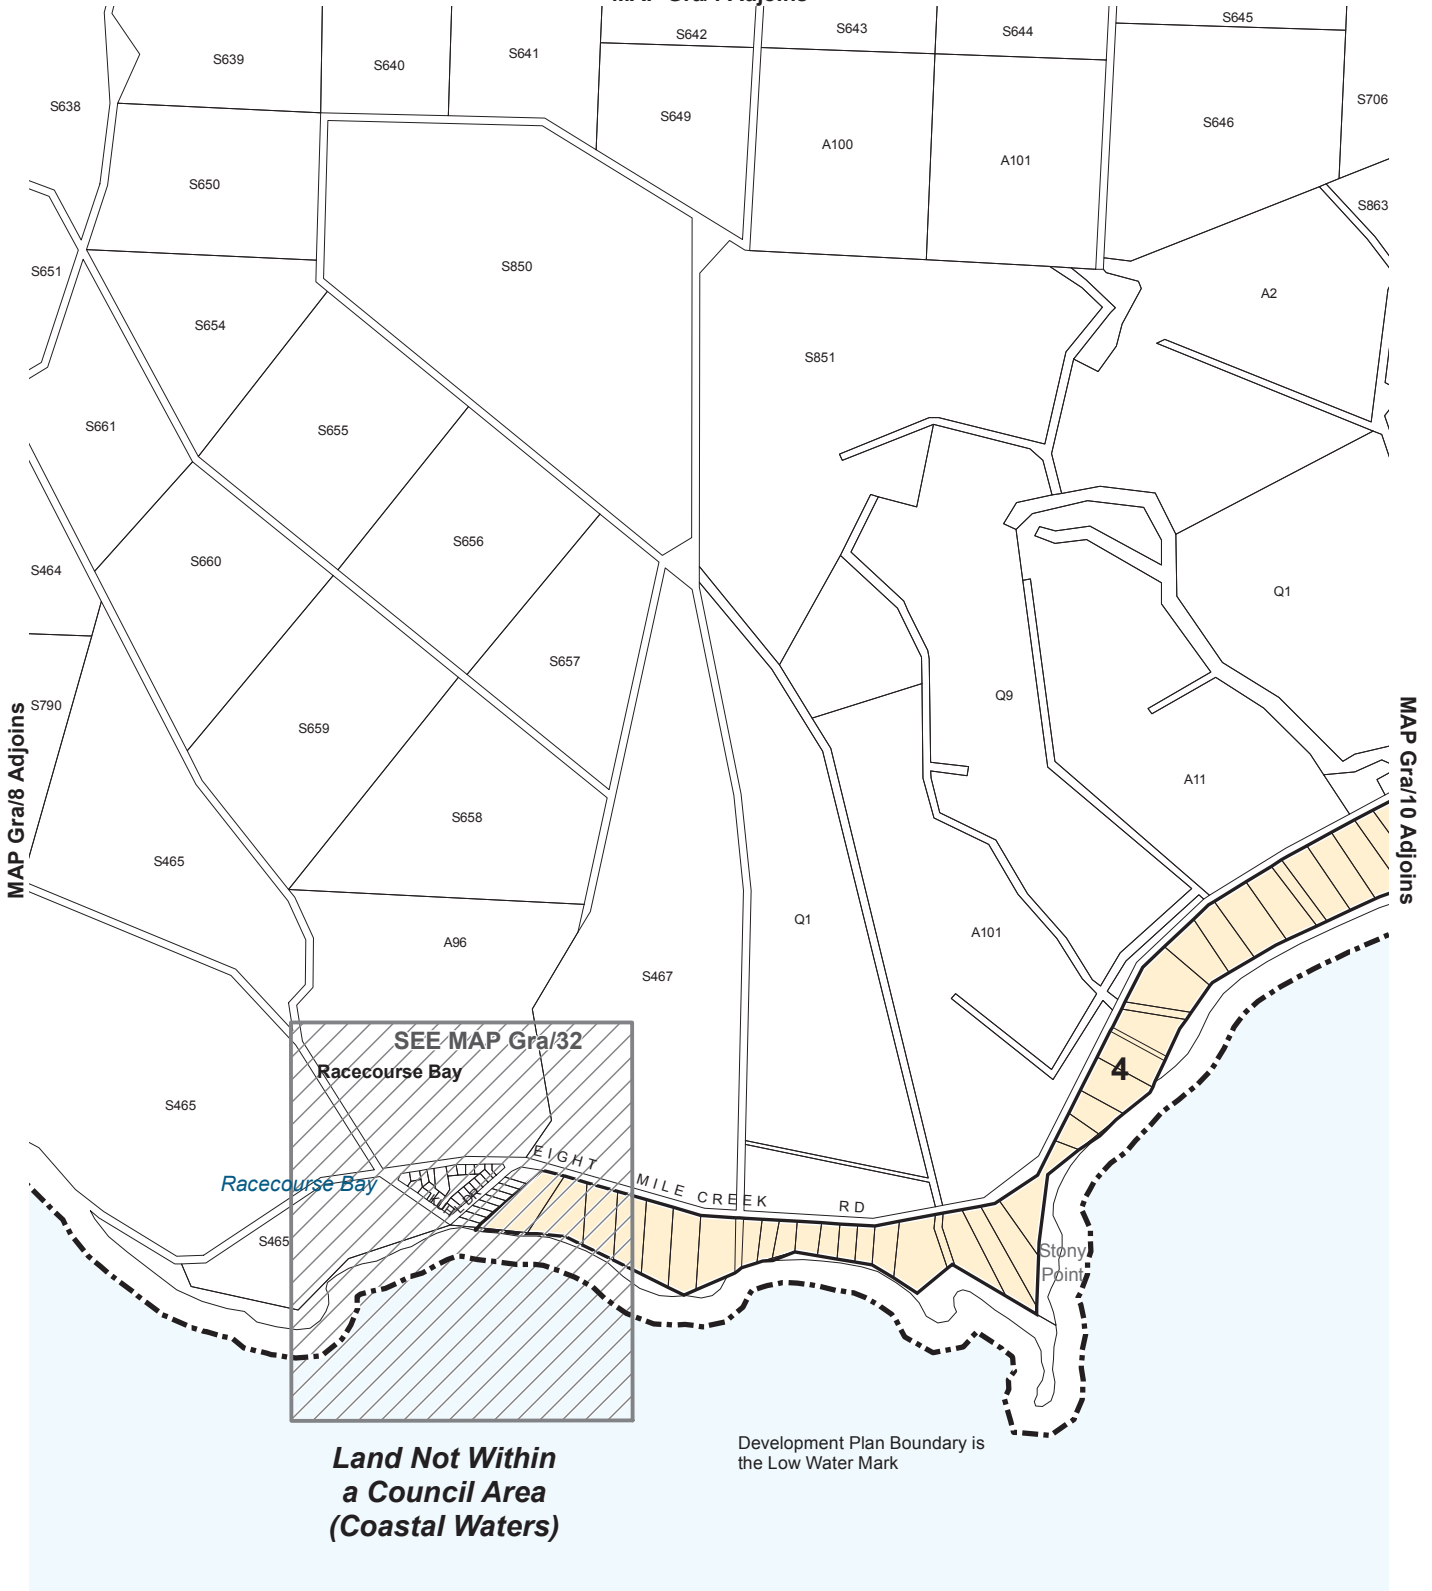 S645
S643
S644
S642
S641
S639
S640
S706
S638
S649
S646
A100
A101
S650
S863
S850
S651
A2
S654
S851
S661
S655
S656
S660
S464
Q1
S657
Q9
S790
S659
A11
MAP Gra/8 Adjoins
MAP Gra/10 Adjoins
S658
S465
Q1
A101
A96
S467
SEE MAP Gra/32
Racecourse Bay
4
S465
EIGHT MILE CREEK RD
Racecourse Bay
S465
Stony
Point
Development Plan Boundary is
the Low Water Mark
Land Not Within
a Council Area
(Coastal Waters)